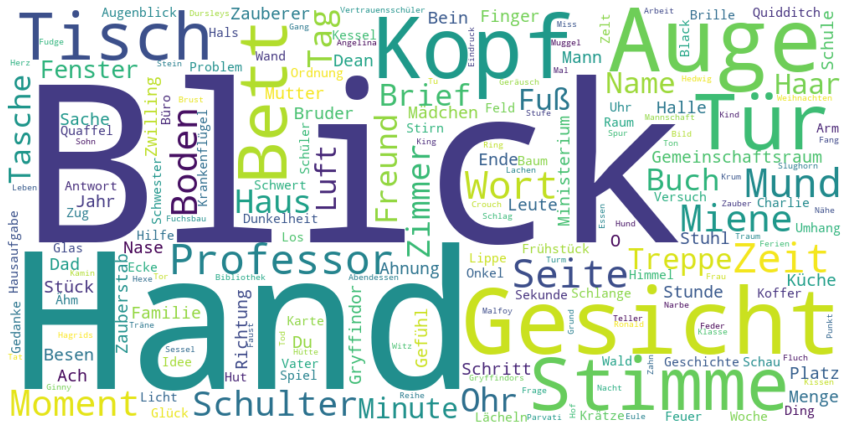 Blick
Hand
Gesicht
Stimme
Kopf
Auge
Tisch
Tür
Bett
Mund
Professor
Schulter
Seite
Moment
Wort
Zeit
Miene
Ohr
Buch
Name
Haar
Brief
Fuß
Boden
Haus
Zimmer
Freund
Luft
Tag
Tasche
Fenster
Minute
Treppe
Augenblick
Dursleys
Zauberer
Vertrauensschüler
Bein
Finger
Quidditch
Miss
Arbeit
Fudge
Hals
Gang
Kessel
Angelina
Eindruck
Schlag
Zelt
Brille
Muggel
Black
Schule
Herz
Stein
Problem
Wand
Ordnung
Dean
Mann
Mal
Mutter
Tu
Geräusch
Hedwig
Weihnachten
Sache
Quaffel
Sohn
Zwilling
Büro
Brust
Bruder
Mädchen
Stufe
Feld
Uhr
Halle
Mannschaft
Kind
Arm
Stirn
Raum
Spur
Bild
Ton
Fang
Schüler
Krankenflügel
King
Ring
Lachen
Ende
Baum
Ministerium
Gemeinschaftsraum
Slughorn
Leben
Antwort
Jahr
Zug
Schwester
Fuchsbau
Schwert
Dunkelheit
Crouch
Leute
Versuch
Krum
Zauber
Charlie
Nähe
Essen
Hund
Stuhl
Traum
Umhang
Hilfe
Los
O
Ferien
Glas
Nase
Frühstück
Turm
Himmel
Frau
Küche
Hausaufgabe
Gedanke
Dad
Kamin
Ecke
Hexe
Tor
Bibliothek
Abendessen
Ahnung
Lippe
Onkel
Stück
Ahm
Träne
Zauberstab
Richtung
Faust
Tod
Hütte
Karte
Witz
Gefühl
Sekunde
Schlange
Malfoy
Grund
Stunde
Ronald
Narbe
Koffer
Teller
Feder
Klasse
Punkt
Tat
Hagrids
Familie
Idee
Sessel
Du
Vater
Spiel
Hut
Gryffindor
Besen
Ach
Ginny
Licht
Glück
Reihe
Schritt
Gryffindors
Lächeln
Frage
Parvati
Hof
Krätze
Nacht
Eule
Wald
Zahn
Geschichte
Feuer
Schau
Woche
Fluch
Kissen
Platz
Menge
Ding